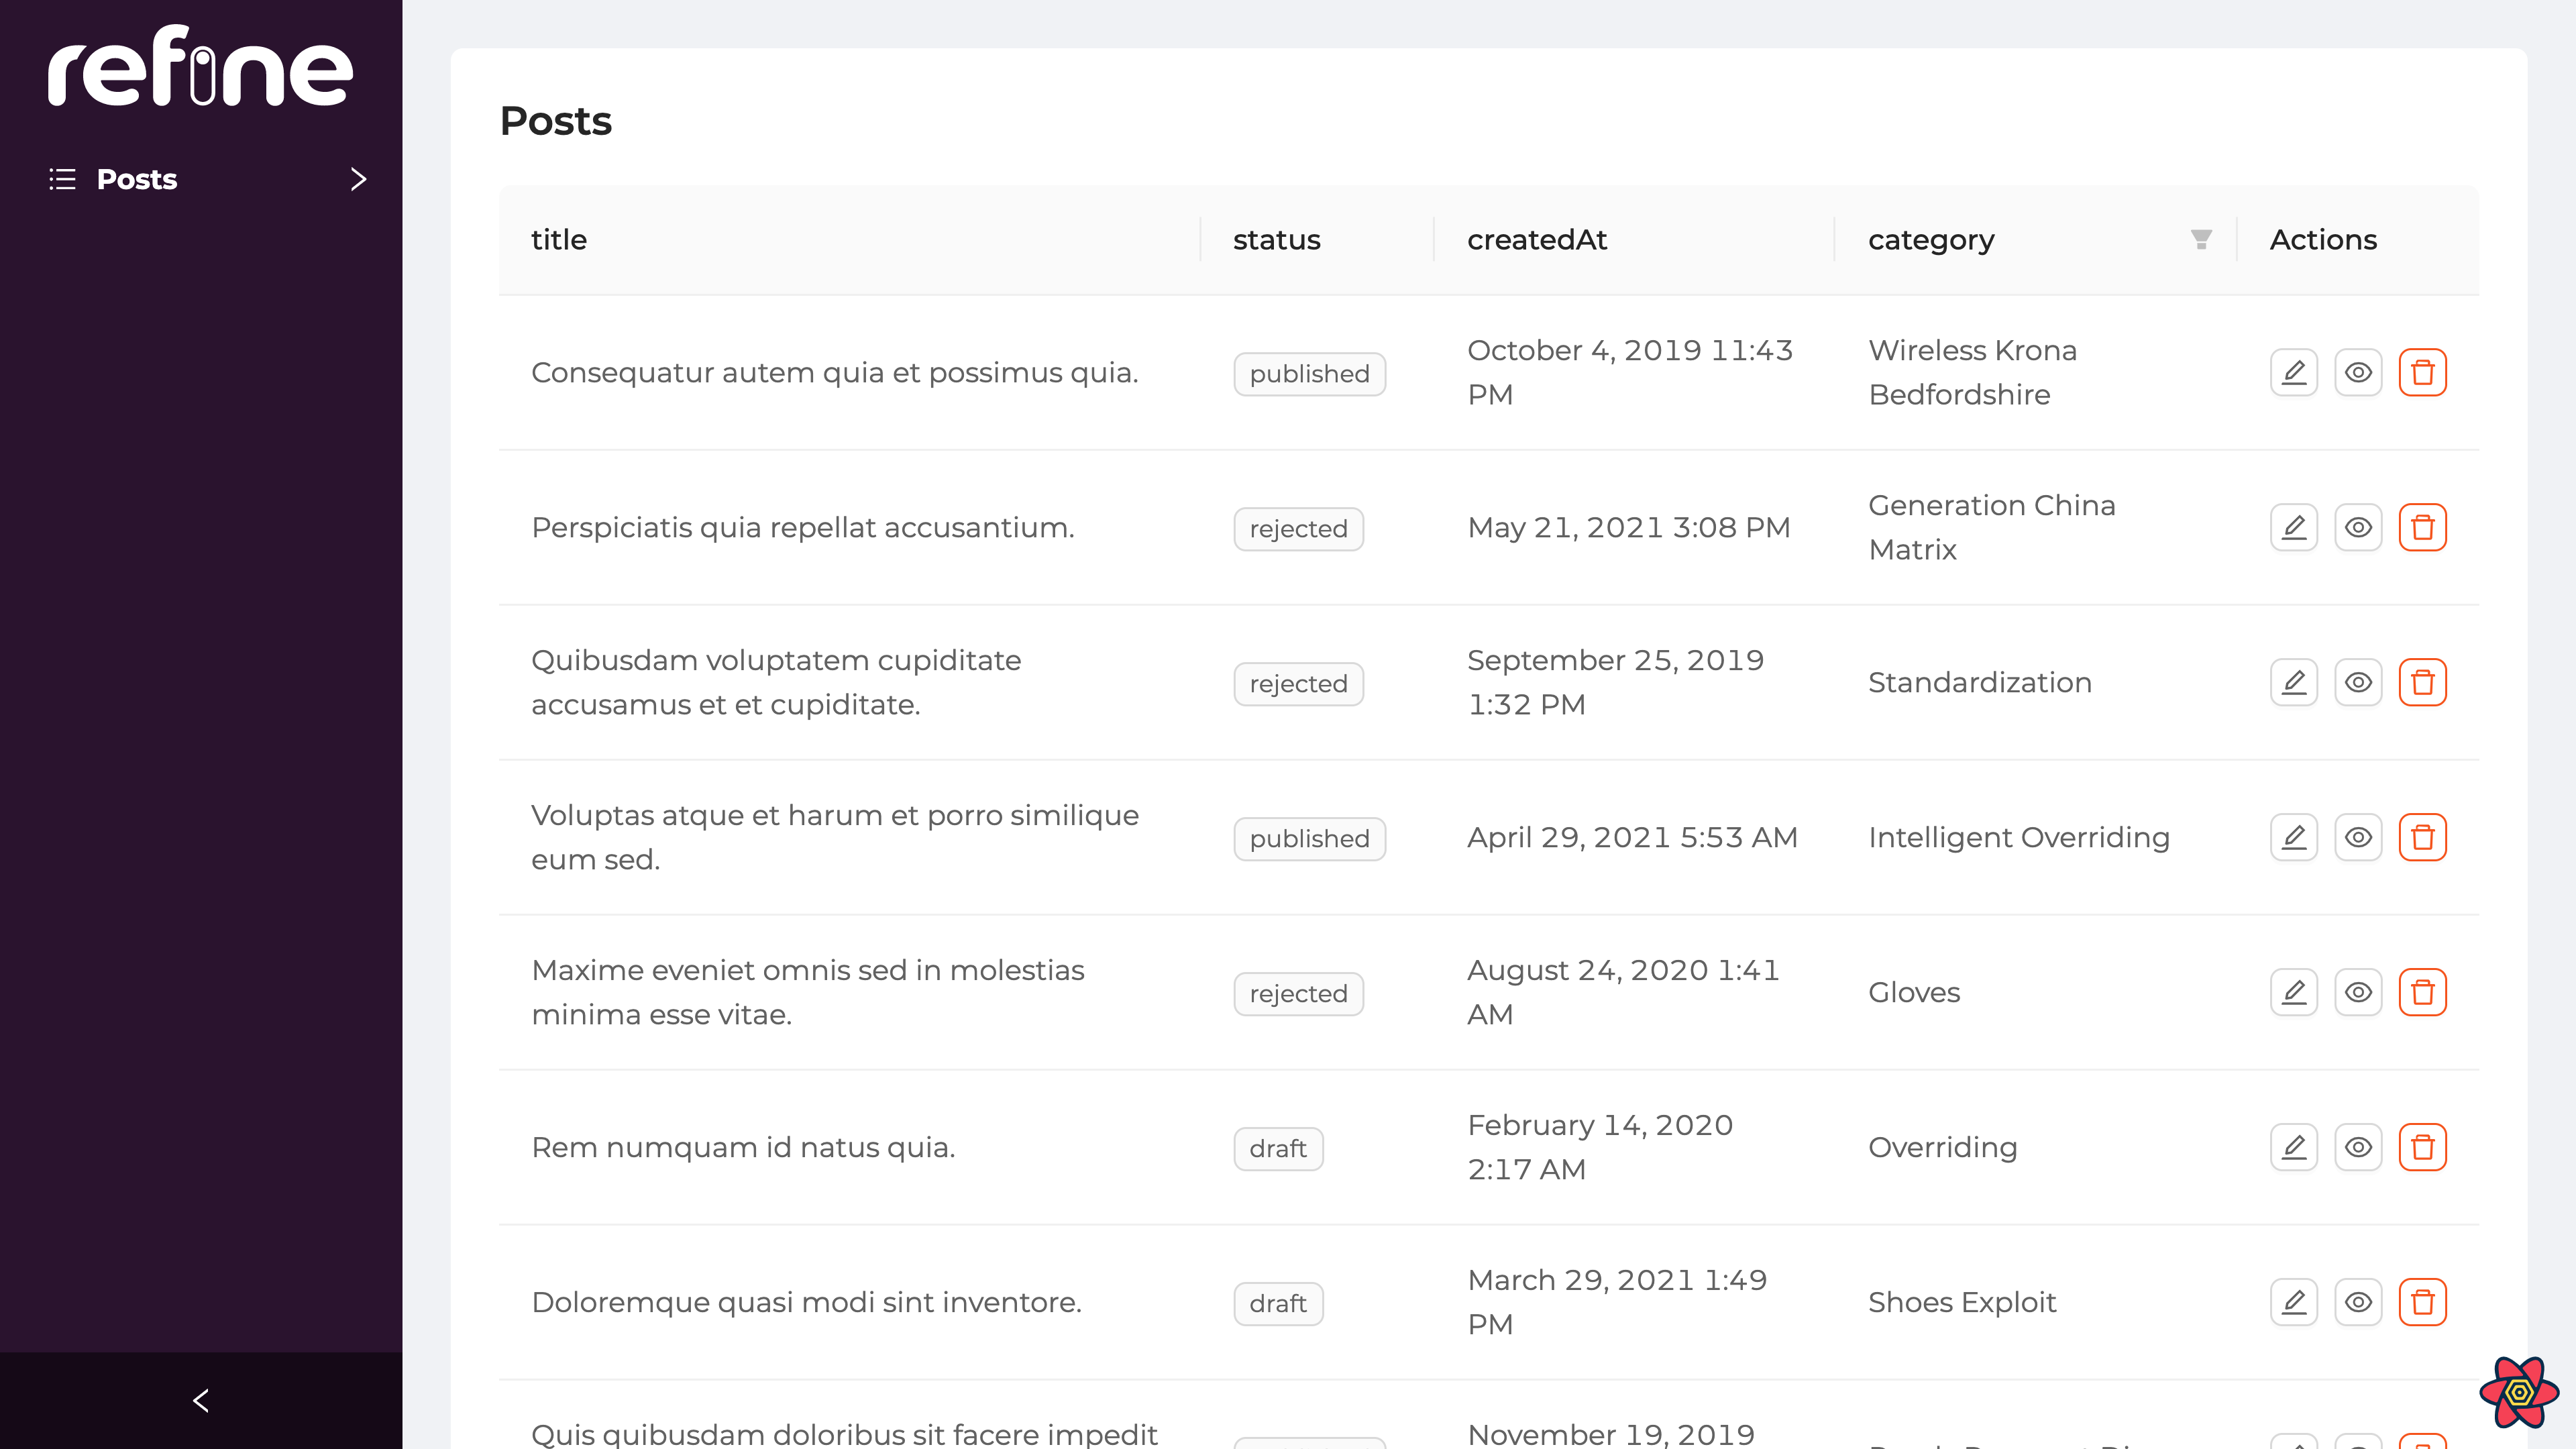 refine
Posts
Posts
title status createdAt category Actions
Consequatur autem quia et possimus quia. published October 4, 2019 11:43 PM Wireless Krona Bedfordshire
Perspiciatis quia repellat accusantium. rejected May 21, 2021 3:08 PM Generation China Matrix
Quibusdam voluptatem cupiditate accusamus et et cupiditate. rejected September 25, 2019 1:32 PM Standardization
Voluptas atque et harum et porro similique eum sed. published April 29, 2021 5:53 AM Intelligent Overriding
Maxime eveniet omnis sed in molestias minima esse vitae. rejected August 24, 2020 1:41 AM Gloves
Rem numquam id natus quia. draft February 14, 2020 2:17 AM Overriding
Doloremque quasi modi sint inventore. draft March 29, 2021 1:49 PM Shoes Exploit
Quis quibusdam doloribus sit facere impedit November 19, 2019